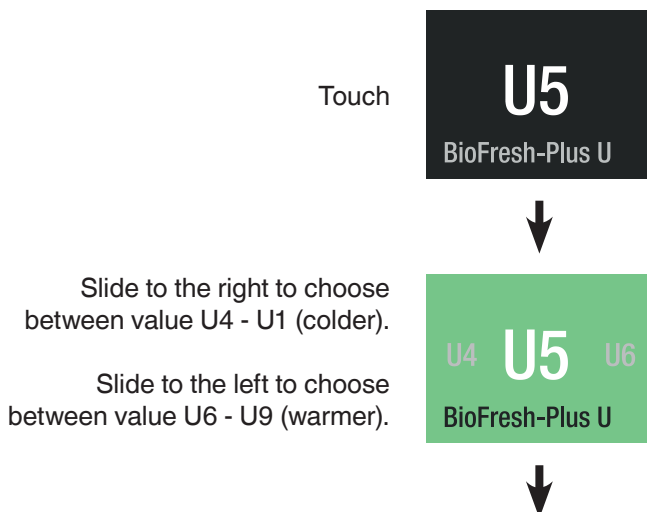 Touch
U5
BioFresh-Plus U
Slide to the right to choose
between value U4 - U1 (colder).
Slide to the left to choose
between value U6 - U9 (warmer).
U4 U5 U6
BioFresh-Plus U